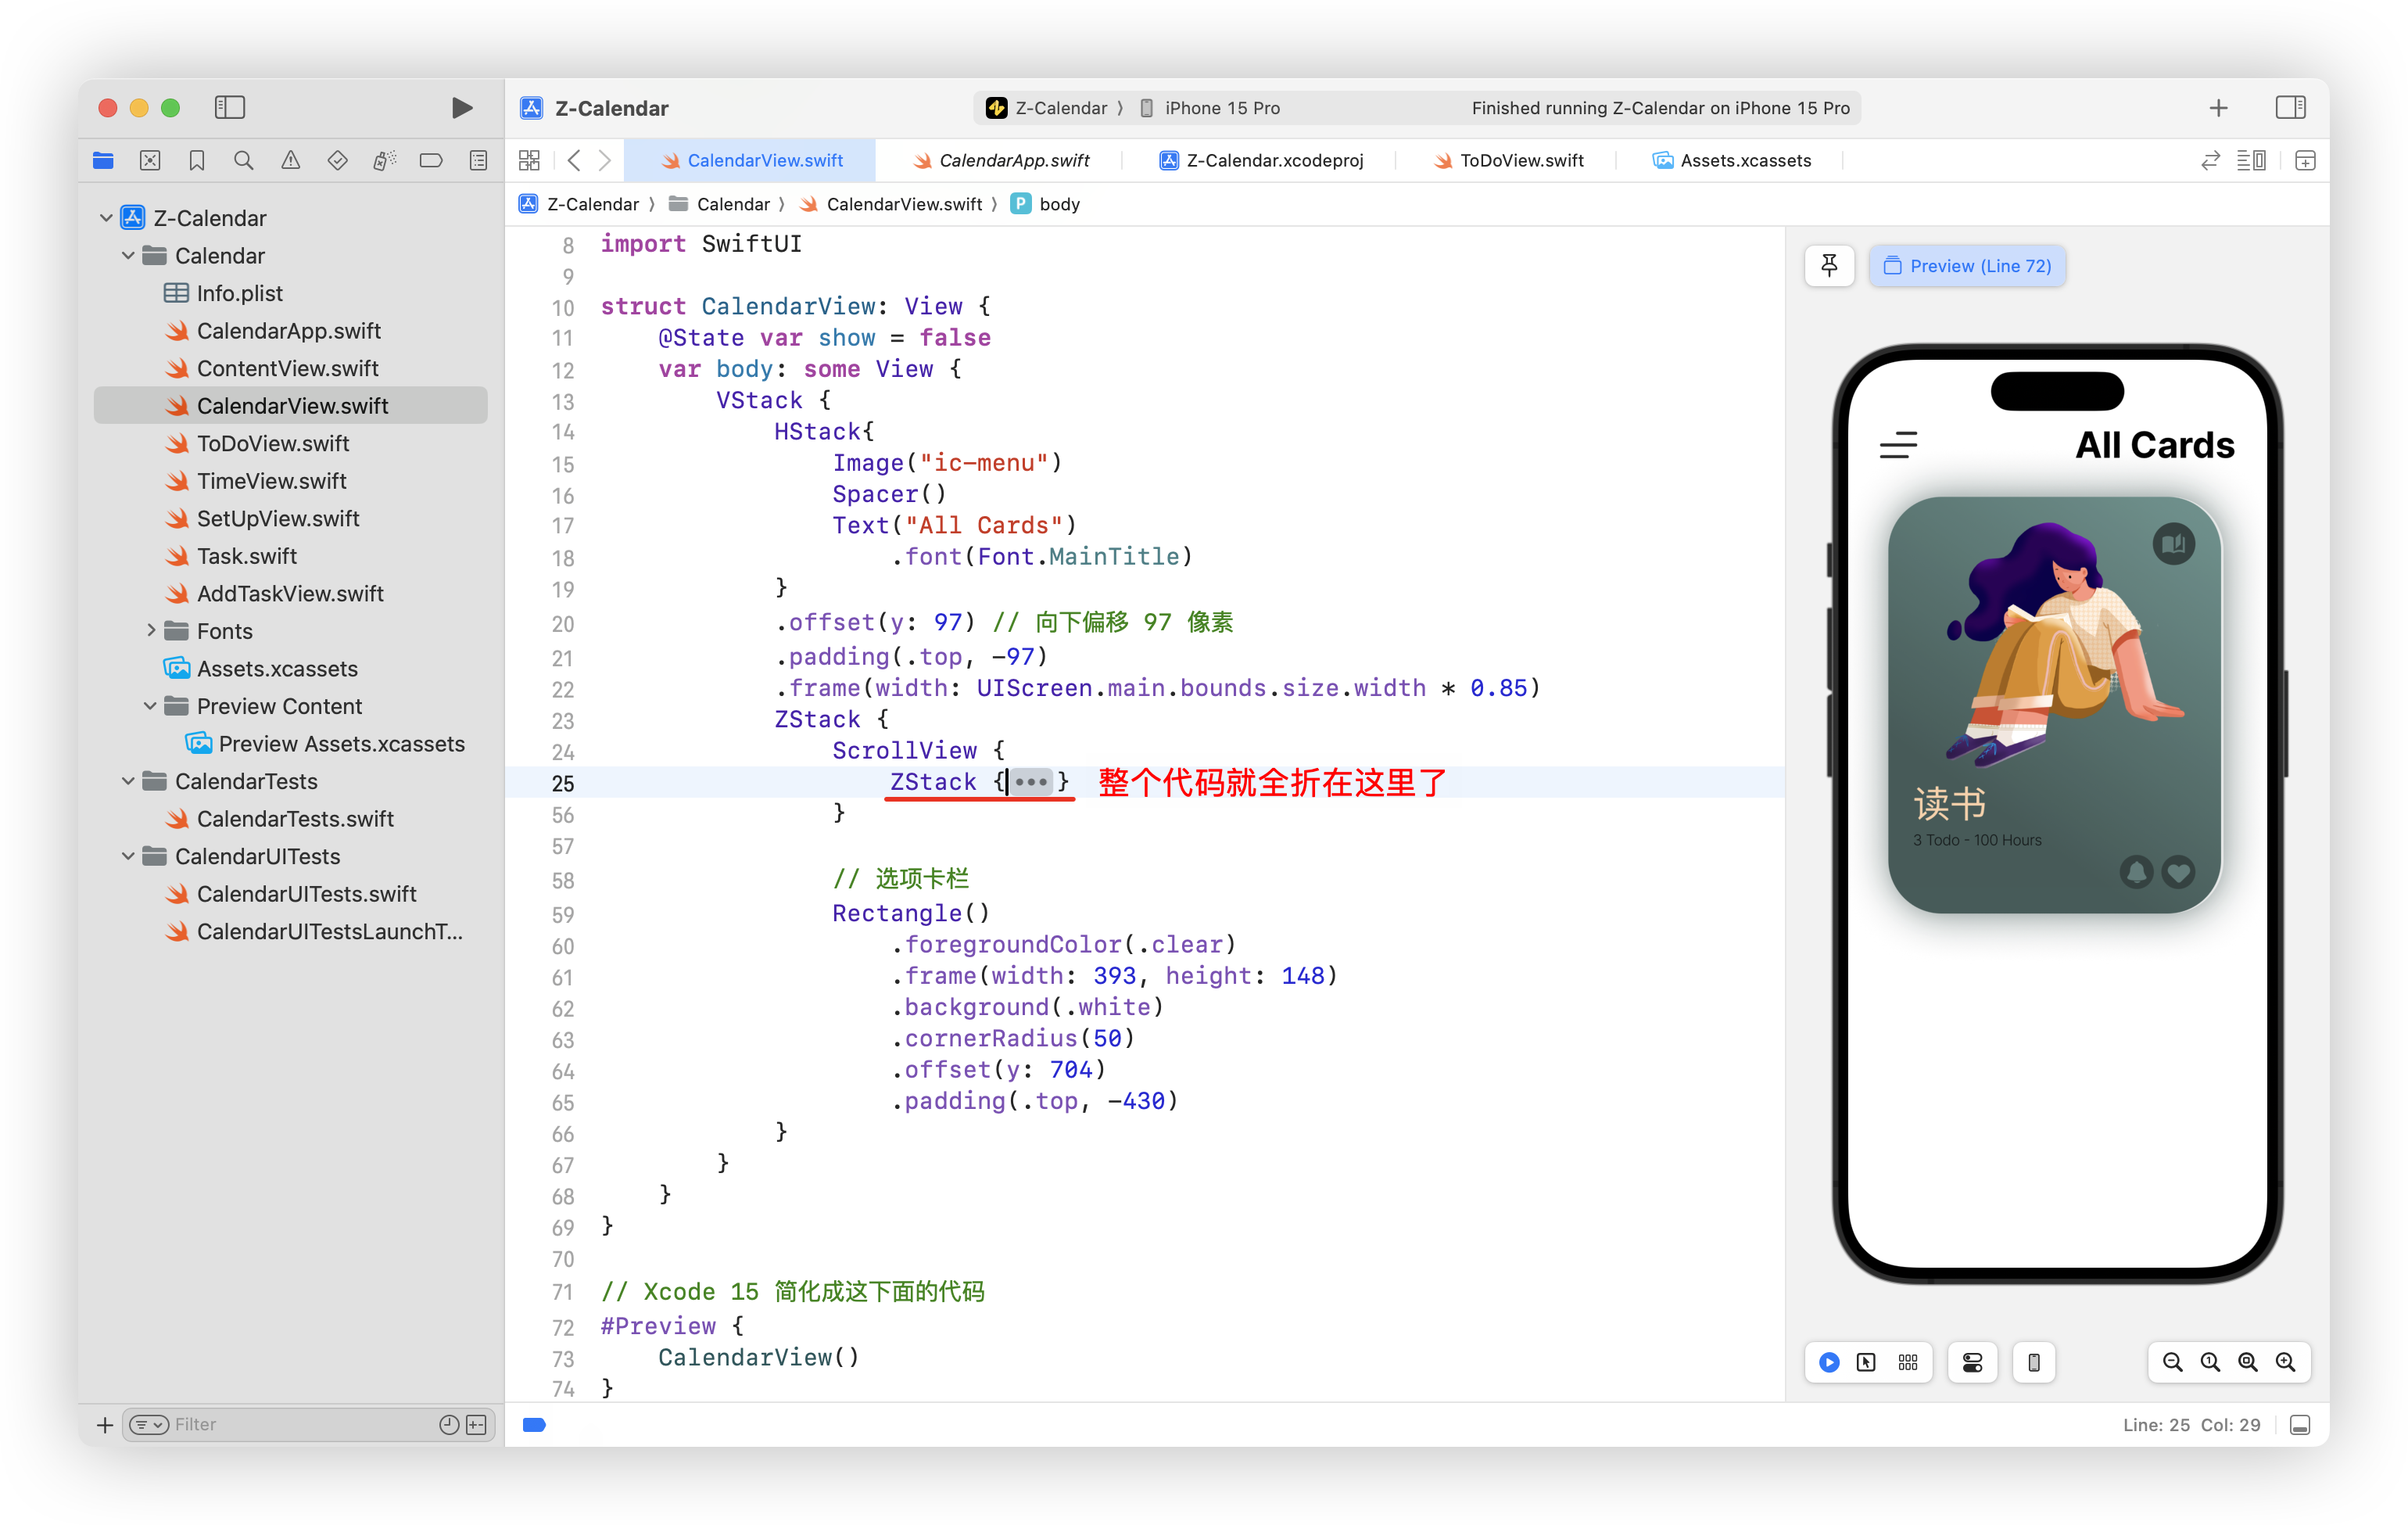 Z-Calendar
Z-Calendar 〉 iPhone 15 Pro
Finished running Z-Calendar on iPhone 15 Pro
CalendarView.swift
CalendarApp.swift
Z-Calendar.xcodeproj
ToDoView.swift
Assets.xcassets
Z-Calendar 〉 Calendar 〉 CalendarView.swift 〉 P body
Z-Calendar
Calendar
Info.plist
CalendarApp.swift
ContentView.swift
CalendarView.swift
ToDoView.swift
TimeView.swift
SetUpView.swift
Task.swift
AddTaskView.swift
Fonts
Assets.xcassets
Preview Content
Preview Assets.xcassets
CalendarTests
CalendarTests.swift
CalendarUITests
CalendarUITests.swift
CalendarUITestsLaunchT...
Filter
8 import SwiftUI
9
10 struct CalendarView: View {
11 @State var show = false
12 var body: some View {
13 VStack {
14 HStack{
15 Image("ic-menu")
16 Spacer()
17 Text("All Cards")
18 .font(Font.MainTitle)
19 }
20 .offset(y: 97) // 向下偏移 97 像素
21 .padding(.top, -97)
22 .frame(width: UIScreen.main.bounds.size.width * 0.85)
23 ZStack {
24 ScrollView {
25 ZStack {•••} 整个代码就全折在这里了
56 }
57
58 // 选项卡栏
59 Rectangle()
60 .foregroundColor(.clear)
61 .frame(width: 393, height: 148)
62 .background(.white)
63 .cornerRadius(50)
64 .offset(y: 704)
65 .padding(.top, -430)
66 }
67 }
68 }
69 }
70
71 // Xcode 15 简化成这下面的代码
72 #Preview {
73 CalendarView()
74 }
Preview (Line 72)
All Cards
读书
3 Todo - 100 Hours
Line: 25 Col: 29